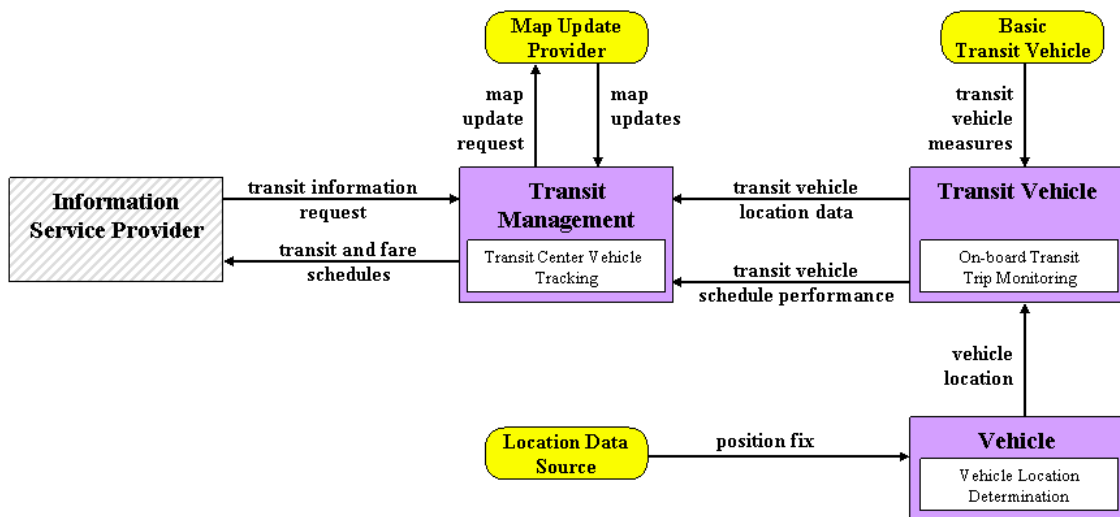 Map Update
Provider
Basic
Transit Vehicle
map
update
request
map
updates
transit
vehicle
measures
Information
Service Provider
transit information
request
transit and fare
schedules
Transit
Management
Transit Center Vehicle
Tracking
transit vehicle
location data
transit vehicle
schedule performance
Transit Vehicle
On-board Transit
Trip Monitoring
vehicle
location
Location Data
Source
position fix
Vehicle
Vehicle Location
Determination